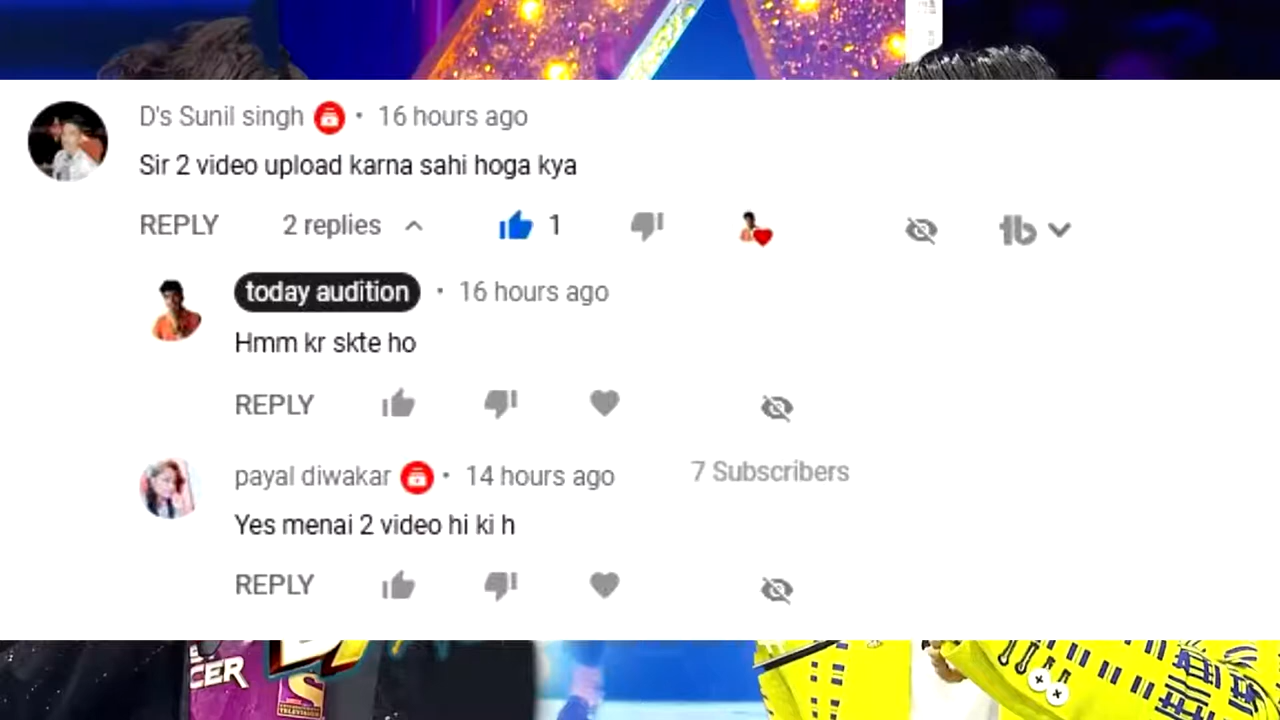 D's Sunil singh • 16 hours ago
Sir 2 video upload karna sahi hoga kya
REPLY 2 replies 1 tb
today audition • 16 hours ago
Hmm kr skte ho
REPLY
payal diwakar • 14 hours ago 7 Subscribers
Yes menai 2 video hi ki h
REPLY
CER
S
TELEVISION